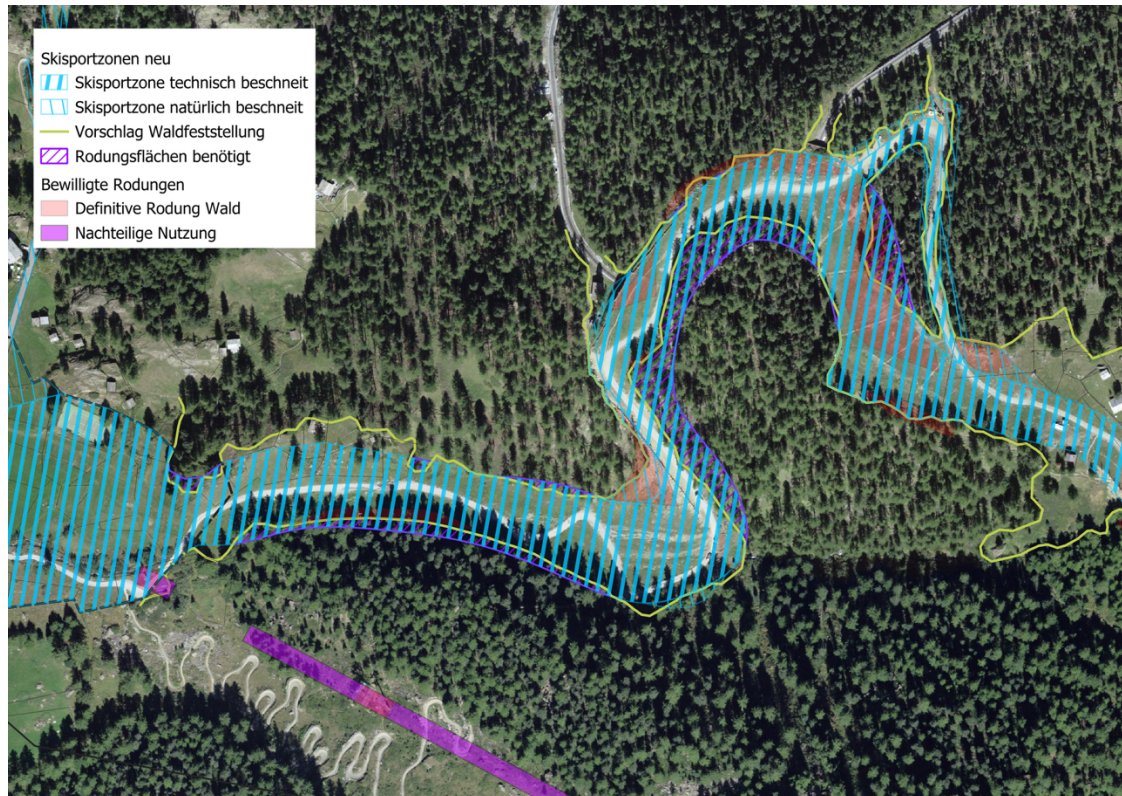 Skisportzonen neu
Skisportzone technisch beschneit
Skisportzone natürlich beschneit
Vorschlag Waldfeststellung
Rodungsflächen benötigt
Bewilligte Rodungen
Definitive Rodung Wald
Nachteilige Nutzung